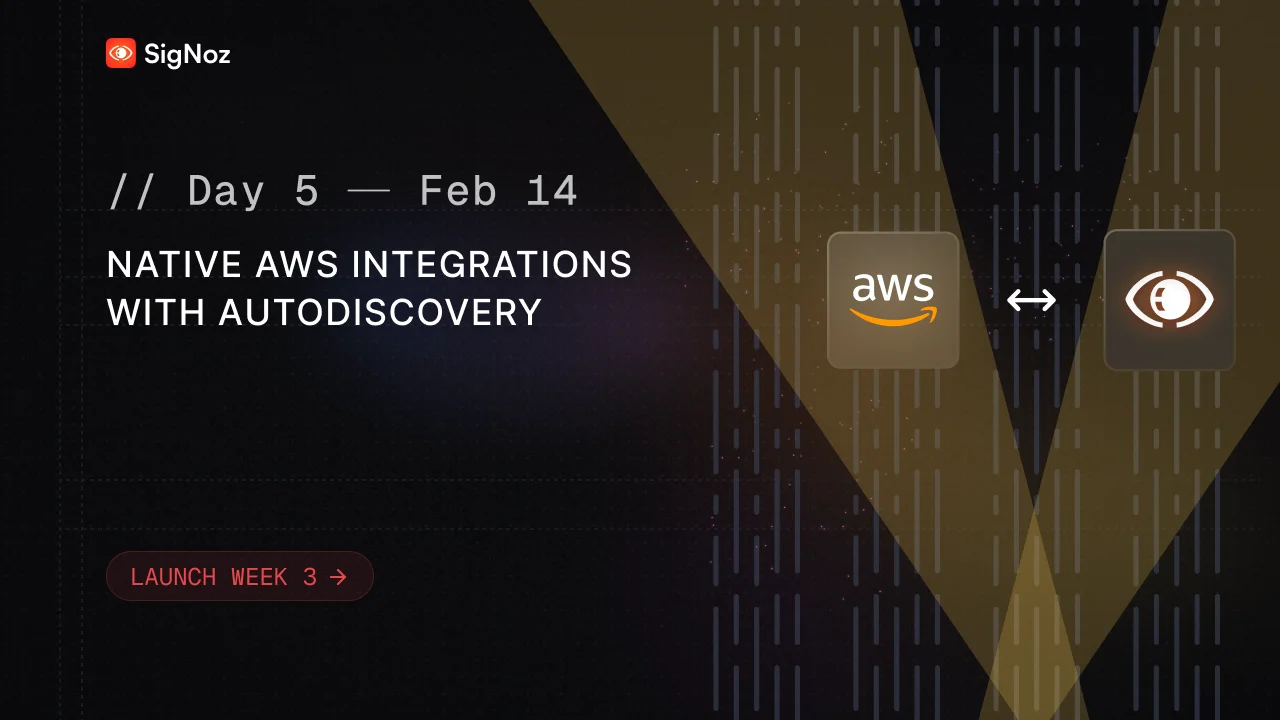 SigNoz
// Day 5 — Feb 14
NATIVE AWS INTEGRATIONS
WITH AUTODISCOVERY
aws
LAUNCH WEEK 3 →